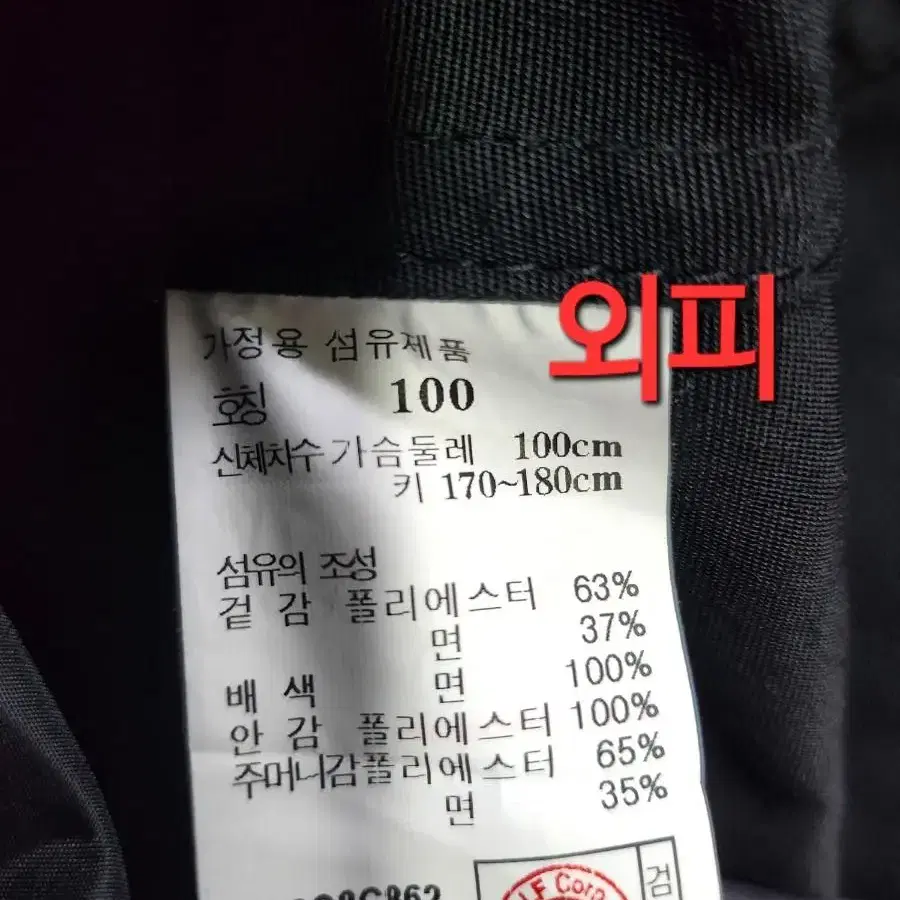 외피
가정용 섬유제품
호칭 100
신체치수 가슴둘레 100cm
키 170~180cm
섬유의 조성
겉 감 폴리에스터 63%
면 37%
배 색 면 100%
안 감 폴리에스터 100%
주머니감폴리에스터 65%
면 35%
LF Corp
검